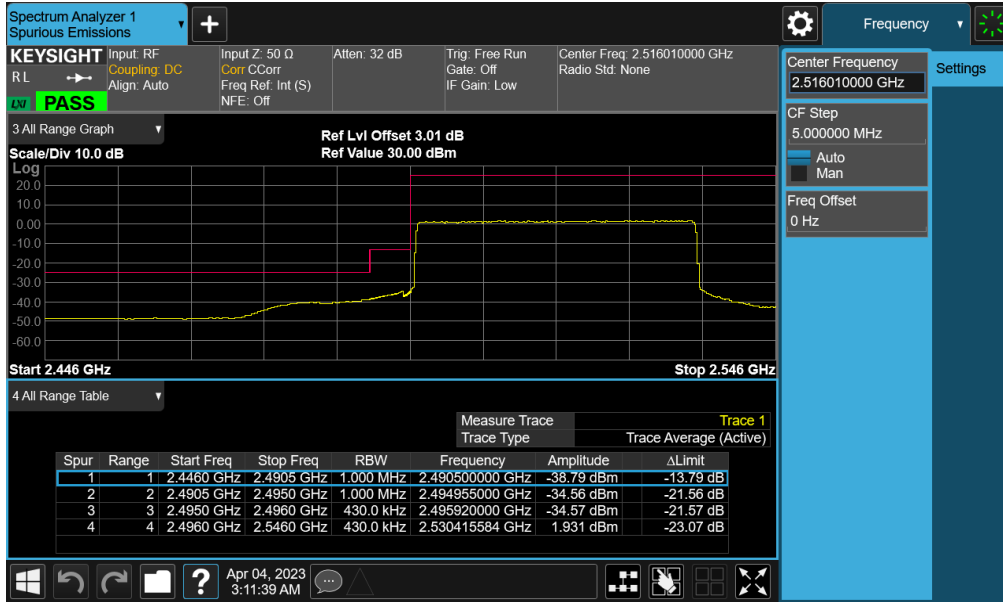 Spectrum Analyzer 1
Spurious Emissions
+
Frequency
KEYSIGHT
R L
LXI PASS
Input: RF
Coupling: DC
Align: Auto
Input Z: 50 Ω
Corr CCorr
Freq Ref: Int (S)
NFE: Off
Atten: 32 dB
Trig: Free Run
Gate: Off
IF Gain: Low
Center Freq: 2.516010000 GHz
Radio Std: None
Center Frequency
2.516010000 GHz
Settings
CF Step
5.000000 MHz
Auto
Man
Freq Offset
0 Hz
3 All Range Graph
Ref Lvl Offset 3.01 dB
Scale/Div 10.0 dB
Ref Value 30.00 dBm
Log
20.0
10.0
0.00
-10.0
-20.0
-30.0
-40.0
-50.0
-60.0
Start 2.446 GHz
Stop 2.546 GHz
4 All Range Table
Measure Trace Trace 1
Trace Type Trace Average (Active)
Spur Range Start Freq Stop Freq RBW Frequency Amplitude ΔLimit
1 1 2.4460 GHz 2.4905 GHz 1.000 MHz 2.490500000 GHz -38.79 dBm -13.79 dB
2 2 2.4905 GHz 2.4950 GHz 1.000 MHz 2.494955000 GHz -34.56 dBm -21.56 dB
3 3 2.4950 GHz 2.4960 GHz 430.0 kHz 2.495920000 GHz -34.57 dBm -21.57 dB
4 4 2.4960 GHz 2.5460 GHz 430.0 kHz 2.530415584 GHz 1.931 dBm -23.07 dB
?
Apr 04, 2023
3:11:39 AM